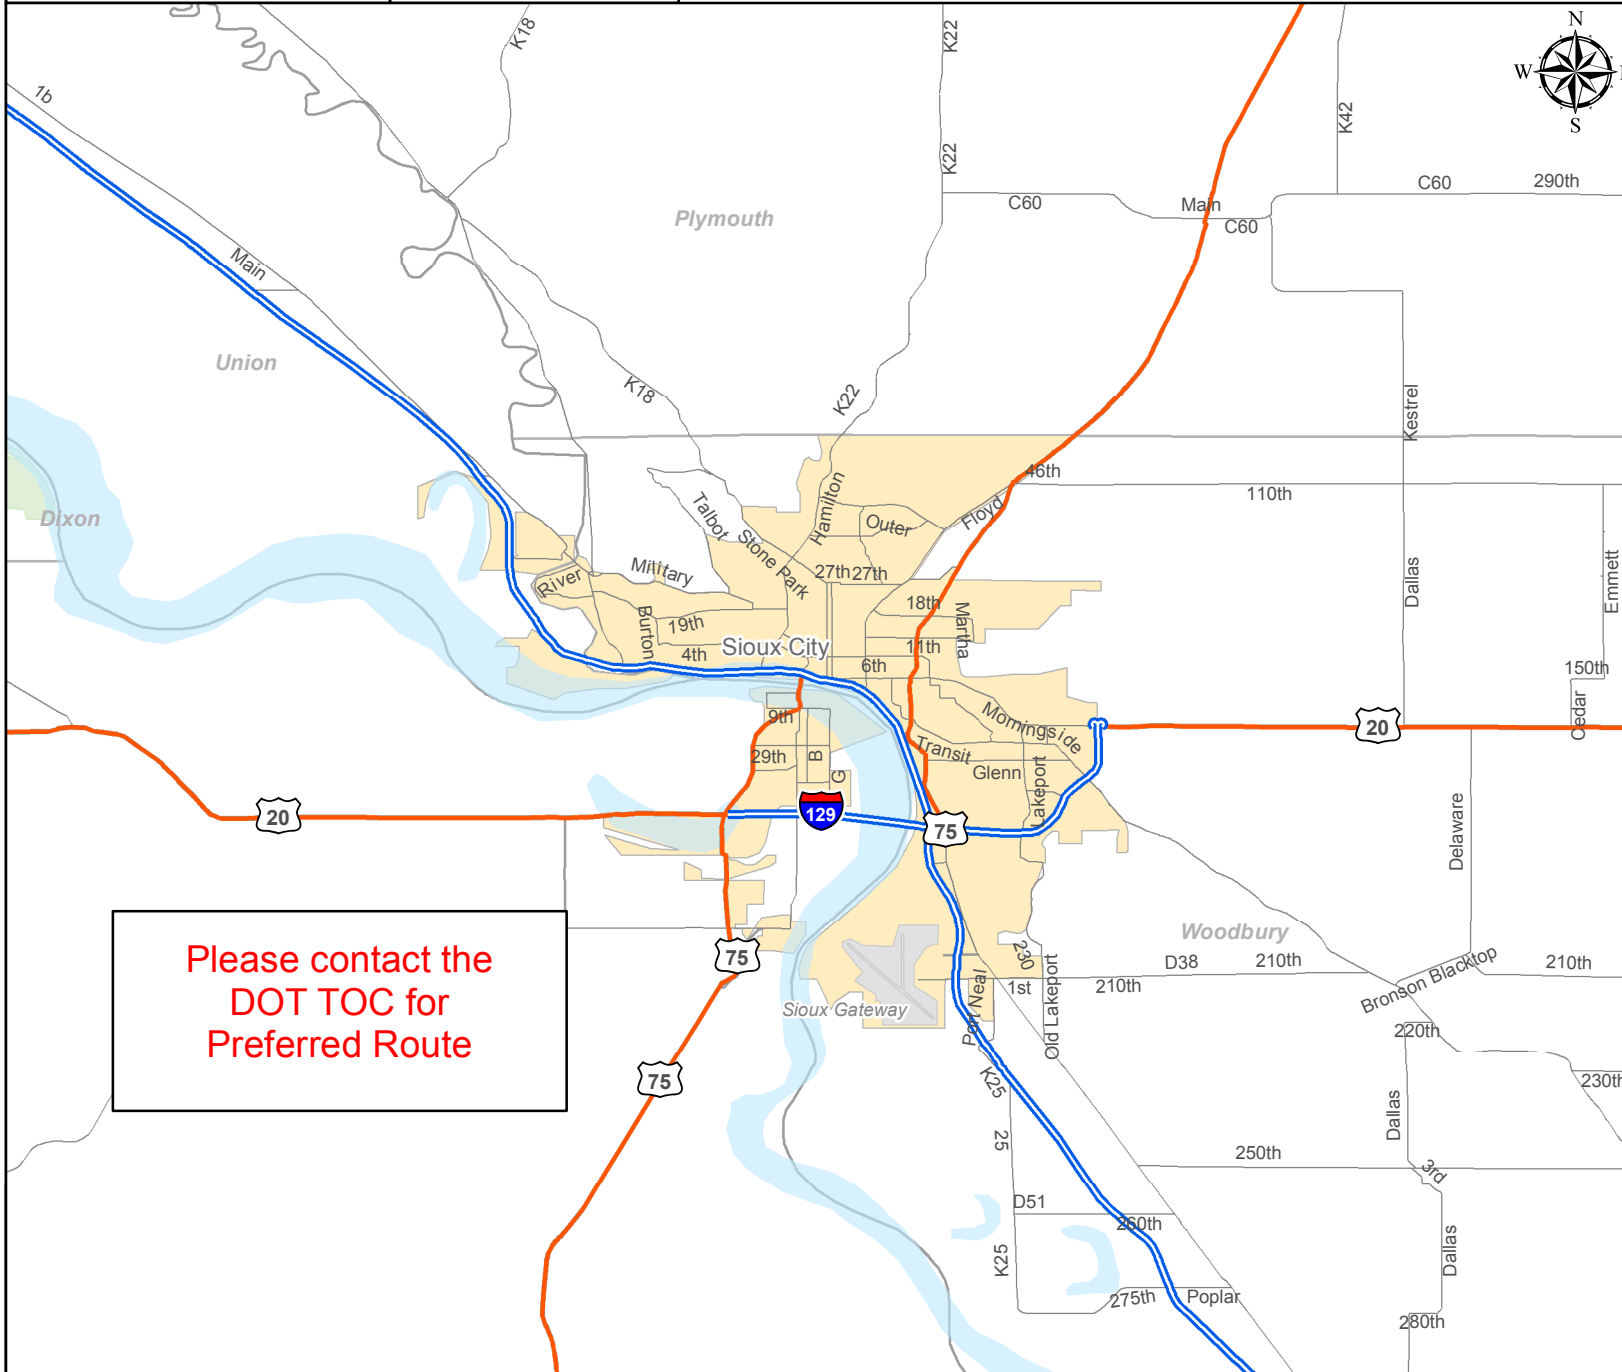 N
W
S
K18
K22
1b
K42
K22
C60
290th
C60
Main
C60
Plymouth
Main
Union
K18
K22
Kestrel
46th
110th
Hamilton
Talbot
Outer
Floyd
Dixon
Stone Park
Military
27th
27th
River
Dallas
Emmett
18th
Martha
Burton
19th
11th
Sioux City
4th
6th
150th
Cedar
9th
Morningside
20
Transit
29th
B
G
Glenn
Lakeport
129
20
75
Delaware
Woodbury
Please contact the
DOT TOC for
Preferred Route
75
230
D38
210th
210th
1st
210th
Bronson Blacktop
Port Neal
Old Lakeport
Sioux Gateway
220th
75
K25
230th
Dallas
25
250th
3rd
D51
260th
K25
Dallas
275th
Poplar
280th